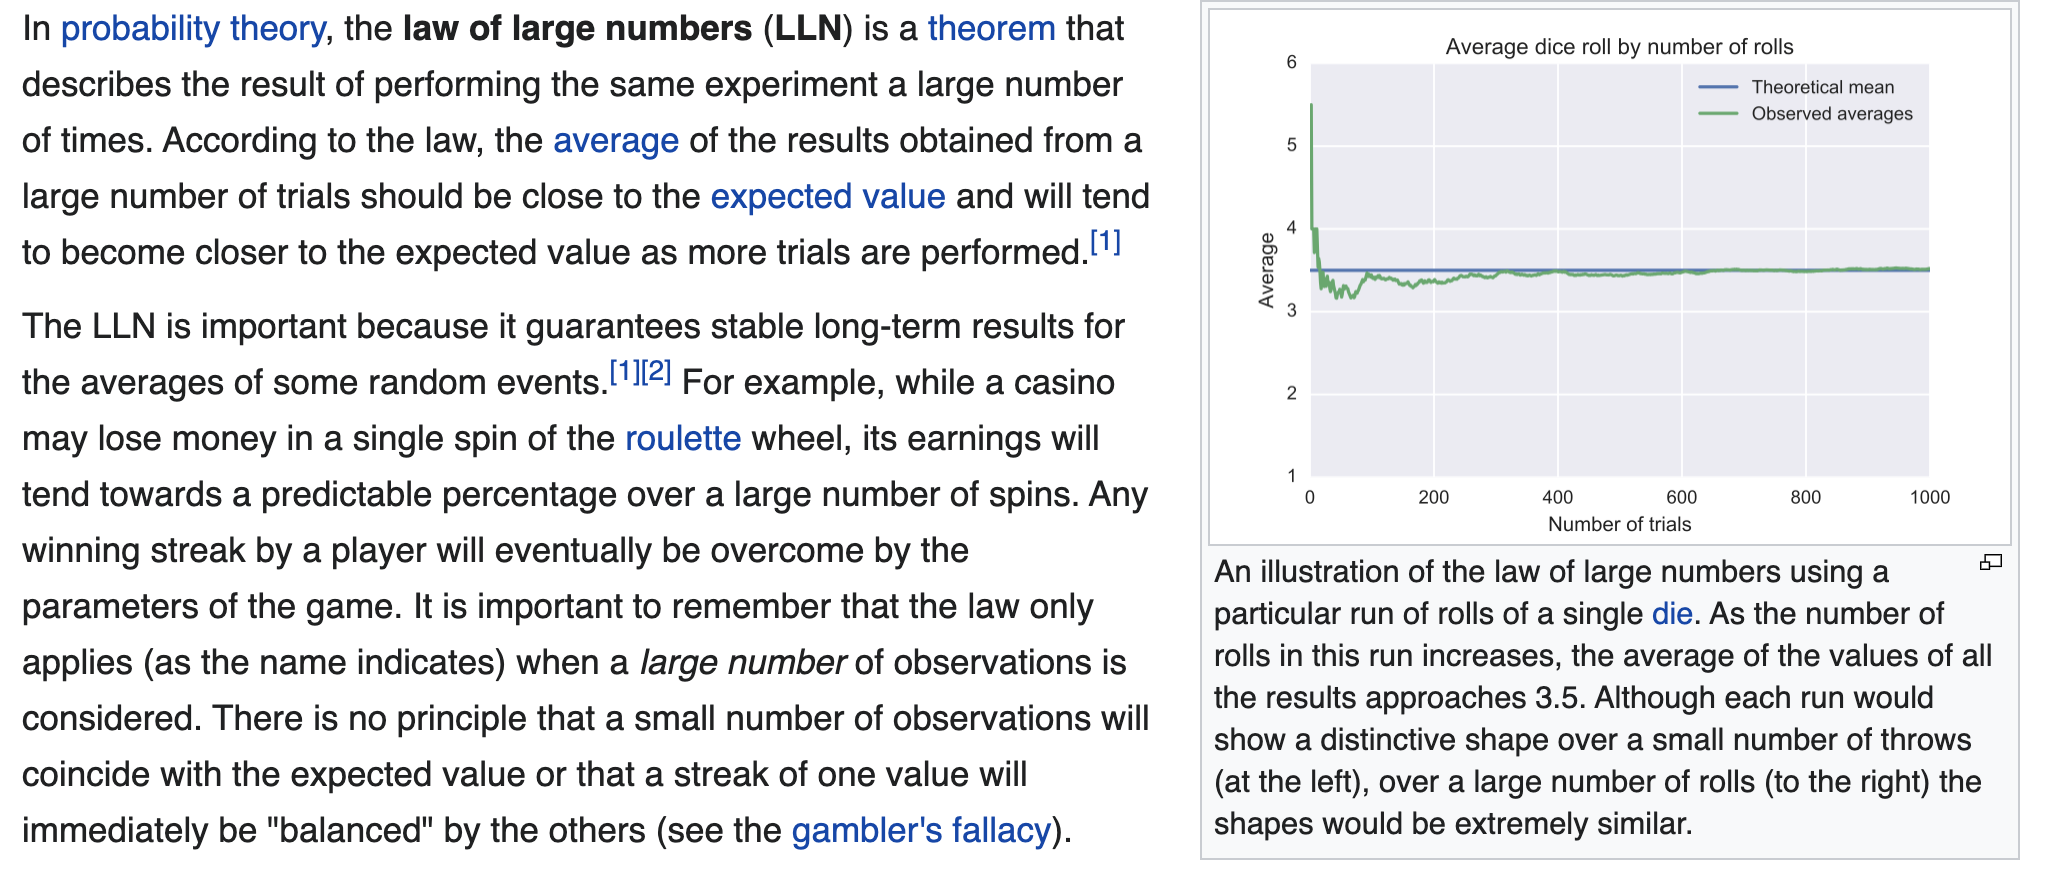 In probability theory, the law of large numbers (LLN) is a theorem that
describes the result of performing the same experiment a large number
of times. According to the law, the average of the results obtained from a
large number of trials should be close to the expected value and will tend
to become closer to the expected value as more trials are performed.[1]
The LLN is important because it guarantees stable long-term results for
the averages of some random events.[1][2] For example, while a casino
may lose money in a single spin of the roulette wheel, its earnings will
tend towards a predictable percentage over a large number of spins. Any
winning streak by a player will eventually be overcome by the
parameters of the game. It is important to remember that the law only
applies (as the name indicates) when a large number of observations is
considered. There is no principle that a small number of observations will
coincide with the expected value or that a streak of one value will
immediately be "balanced" by the others (see the gambler's fallacy).
Average dice roll by number of rolls
Theoretical mean
Observed averages
Average
6
5
4
3
2
1
0 200 400 600 800 1000
Number of trials
An illustration of the law of large numbers using a
particular run of rolls of a single die. As the number of
rolls in this run increases, the average of the values of all
the results approaches 3.5. Although each run would
show a distinctive shape over a small number of throws
(at the left), over a large number of rolls (to the right) the
shapes would be extremely similar.